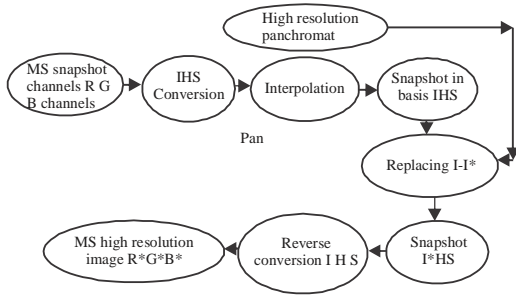 High resolution
panchromat
MS snapshot
channels R G
B channels
IHS
Conversion
Interpolation
Snapshot in
basis IHS
Pan
Replacing I-I*
MS high resolution
image R*G*B*
Reverse
conversion I H S
Snapshot
I*HS